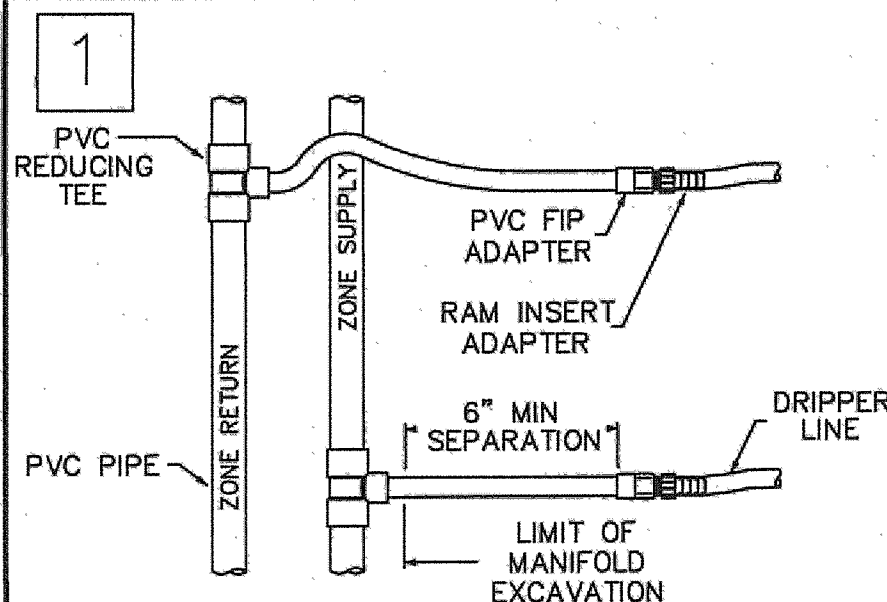 1
PVC
REDUCING
TEE
ZONE SUPPLY
PVC FIP
ADAPTER
RAM INSERT
ADAPTER
ZONE RETURN
6" MIN
SEPARATION
DRIPPER
LINE
PVC PIPE
LIMIT OF
MANIFOLD
EXCAVATION